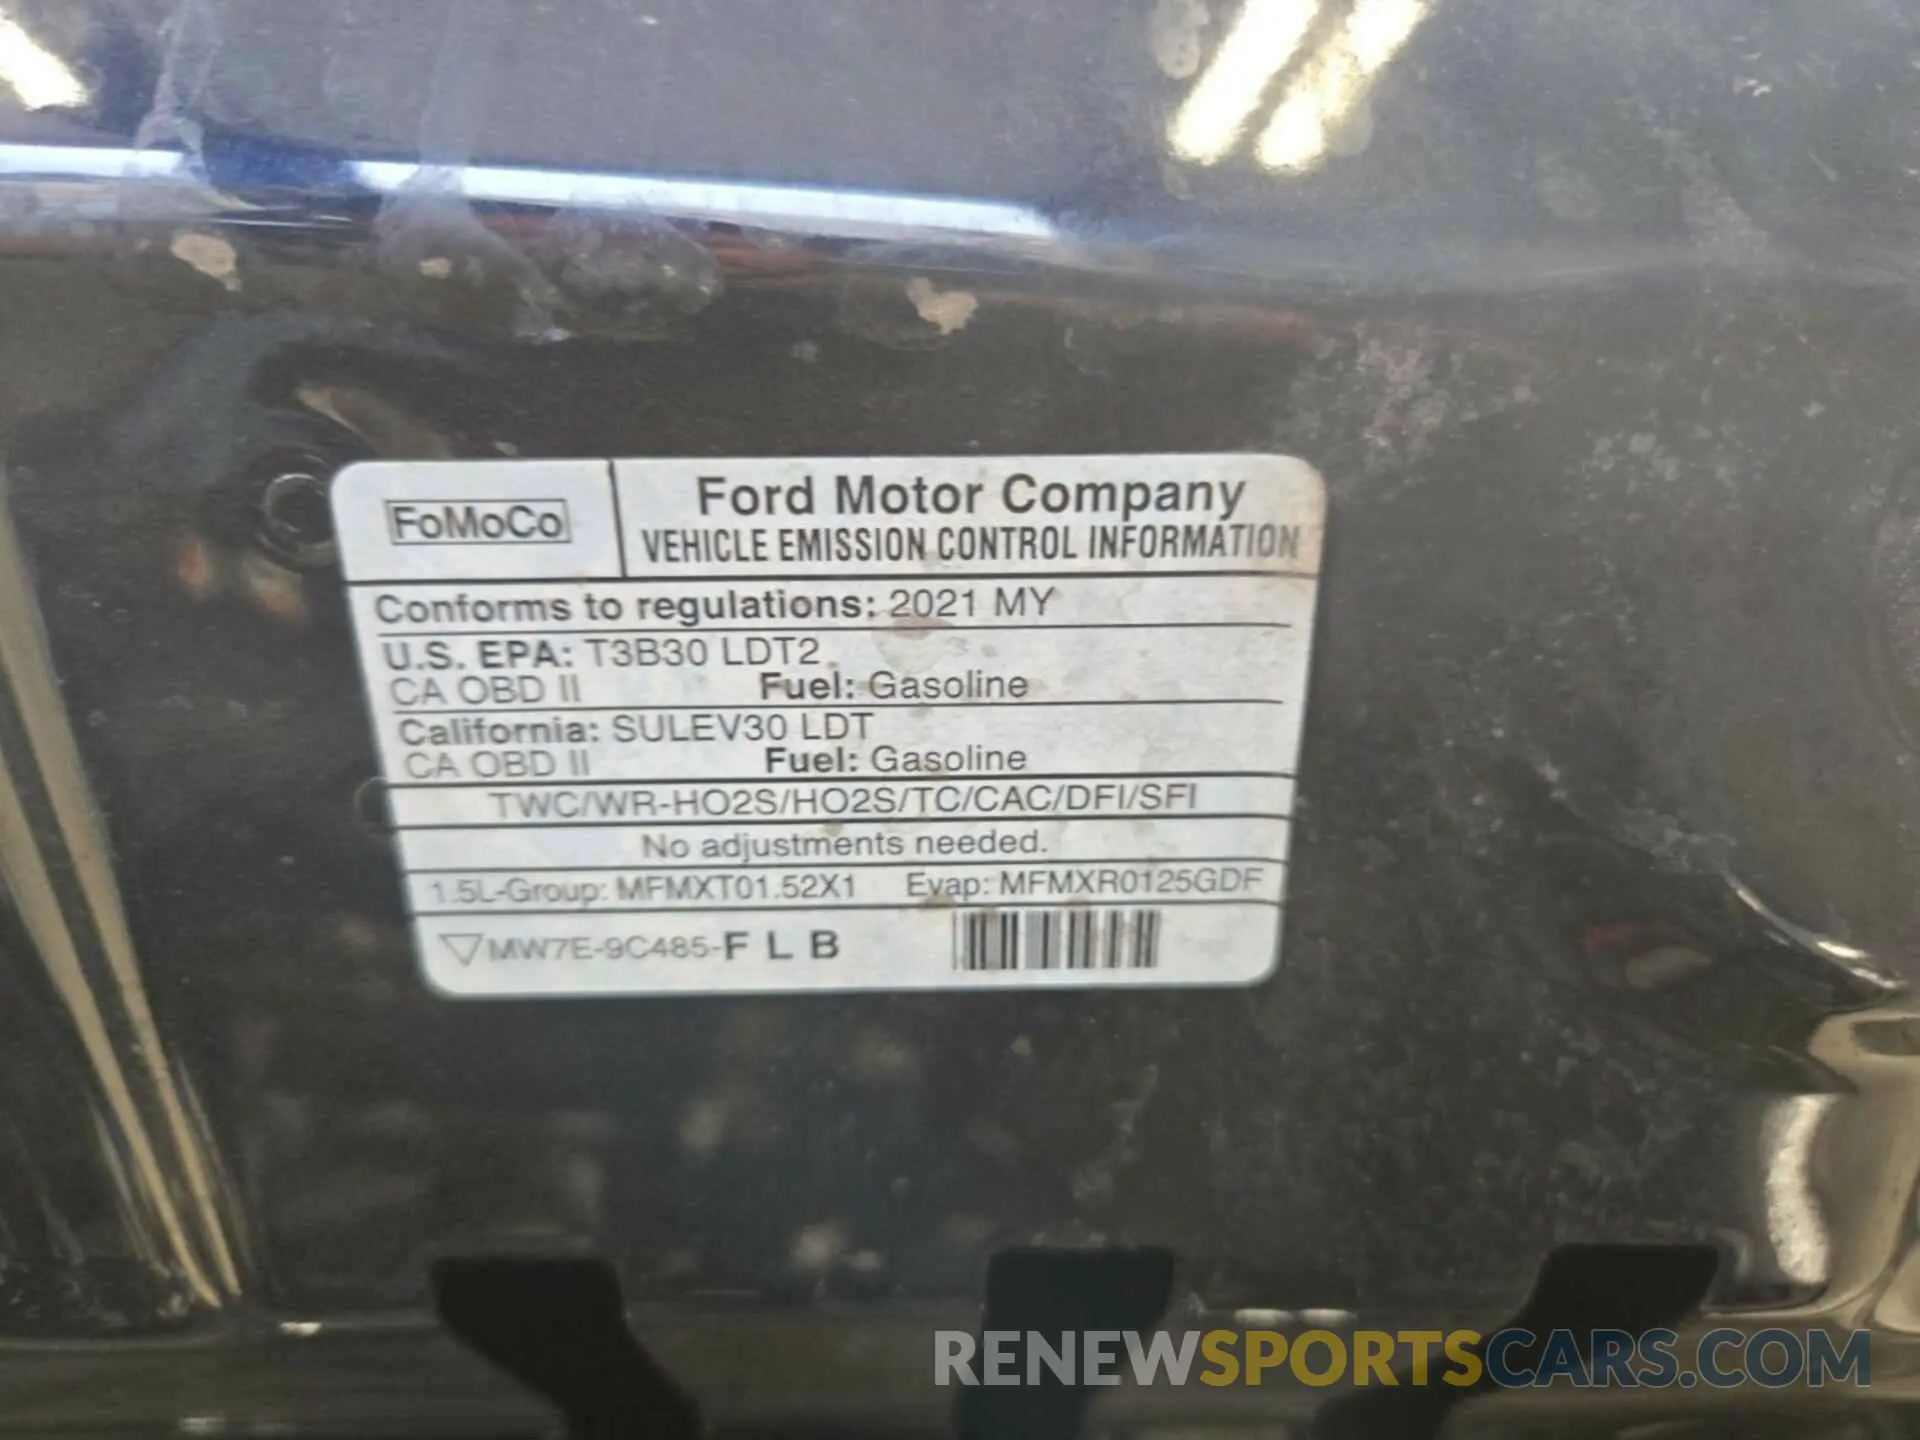 FoMoCo
Ford Motor Company
VEHICLE EMISSION CONTROL INFORMATION
Conforms to regulations: 2021 MY
U.S. EPA: T3B30 LDT2
CA OBD II Fuel: Gasoline
California: SULEV30 LDT
CA OBD II Fuel: Gasoline
TWC/WR-HO2S/HO2S/TC/CAC/DFI/SFI
No adjustments needed.
1.5L-Group: MFMXT01.52X1 Evap: MFMXR0125GDF
MW7E-9C485-F L B
RENEWSPORTSCARS.COM